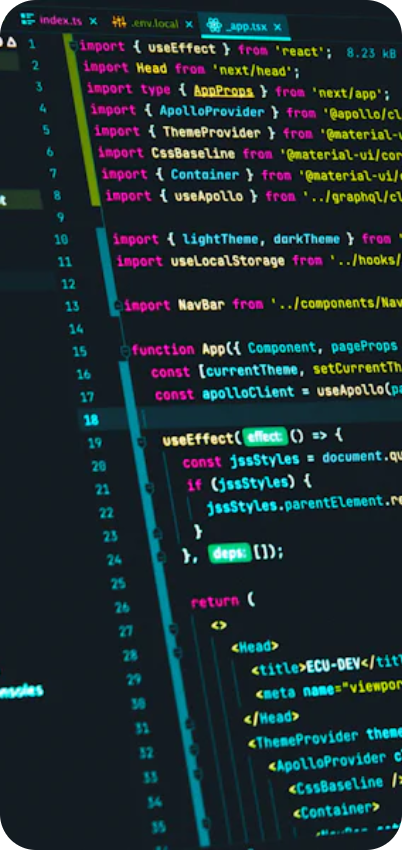 index.ts × .env.local × _app.tsx ×
1 import { useEffect } from 'react'; 8.23 kB
2 import Head from 'next/head';
3 import type { AppProps } from 'next/app';
4 import { ApolloProvider } from '@apollo/cl
5 import { ThemeProvider } from '@material-u
6 import CssBaseline from '@material-ui/cor
7 import { Container } from '@material-ui/
8 import { useApollo } from '../graphql/cl
9
10 import { lightTheme, darkTheme } from '
11 import useLocalStorage from '../hooks/
12
13 import NavBar from '../components/Nav
14
15 function App({ Component, pageProps
16 const [currentTheme, setCurrentTh
17 const apolloClient = useApollo(pa
18
19 useEffect( effect: () => {
20 const jssStyles = document.qu
21 if (jssStyles) {
22 jssStyles.parentElement.re
23 }
24 }, deps: []);
25
26 return (
27 <>
28 <Head>
29 <title>ECU-DEV</titl
30 <meta name="viewpor
31 </Head>
32 <ThemeProvider theme
33 <ApolloProvider c
34 <CssBaseline />
35 <Container>
nsoles